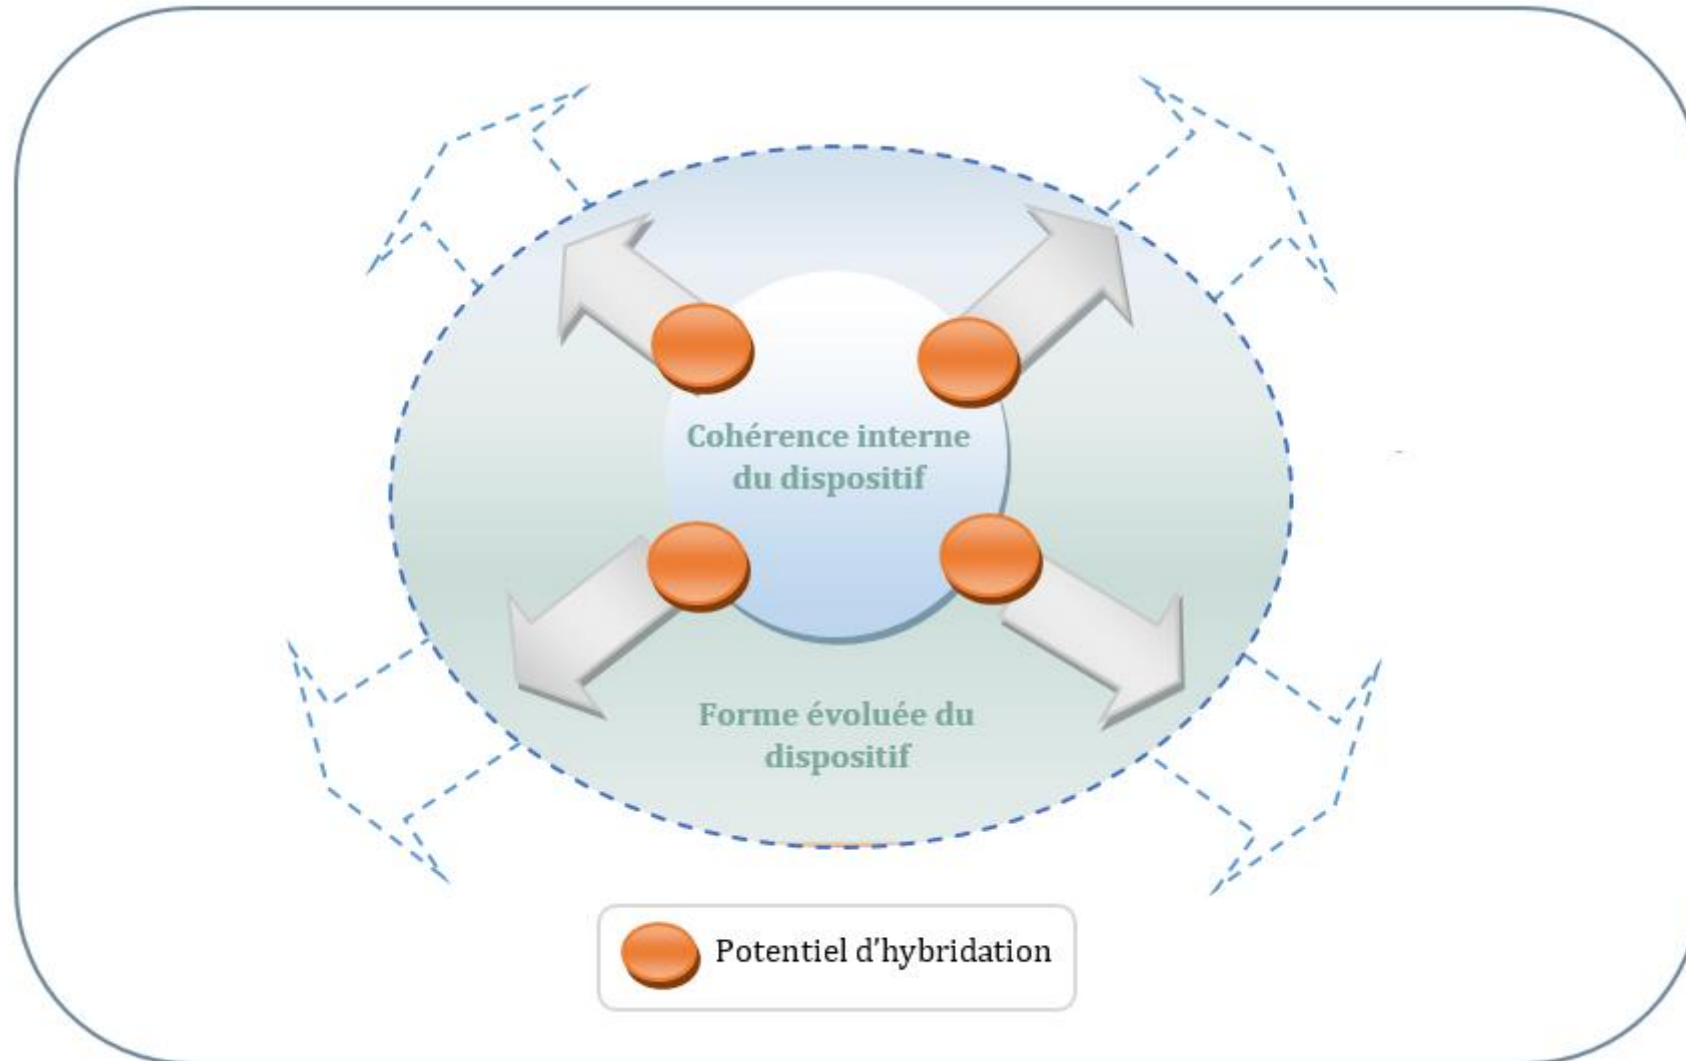 Cohérence interne
du dispositif
Forme évoluée du
dispositif
Potentiel d'hybridation